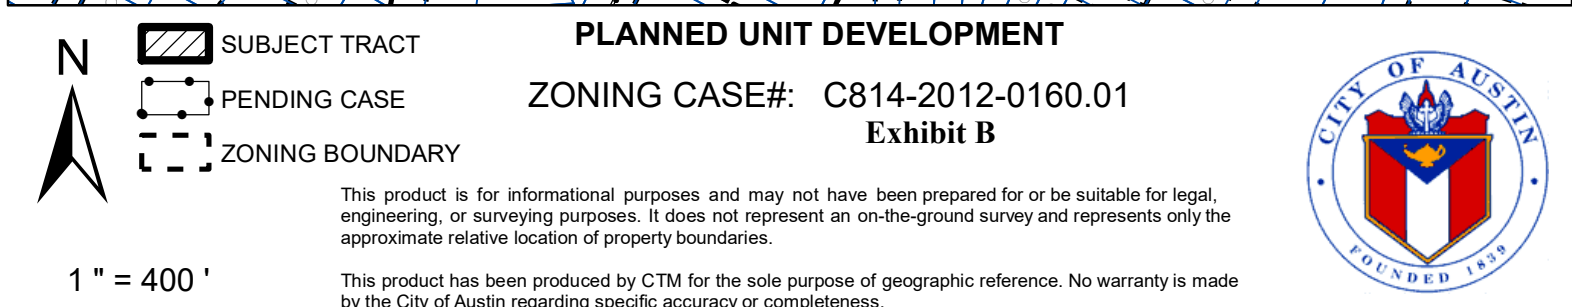 PLANNED UNIT DEVELOPMENT
N
SUBJECT TRACT
PENDING CASE
ZONING BOUNDARY
ZONING CASE#: C814-2012-0160.01
Exhibit B
This product is for informational purposes and may not have been prepared for or be suitable for legal,
engineering, or surveying purposes. It does not represent an on-the-ground survey and represents only the
approximate relative location of property boundaries.
1 " = 400 '
This product has been produced by CTM for the sole purpose of geographic reference. No warranty is made
by the City of Austin regarding specific accuracy or completeness.
CITY OF AUSTIN
FOUNDED 1839